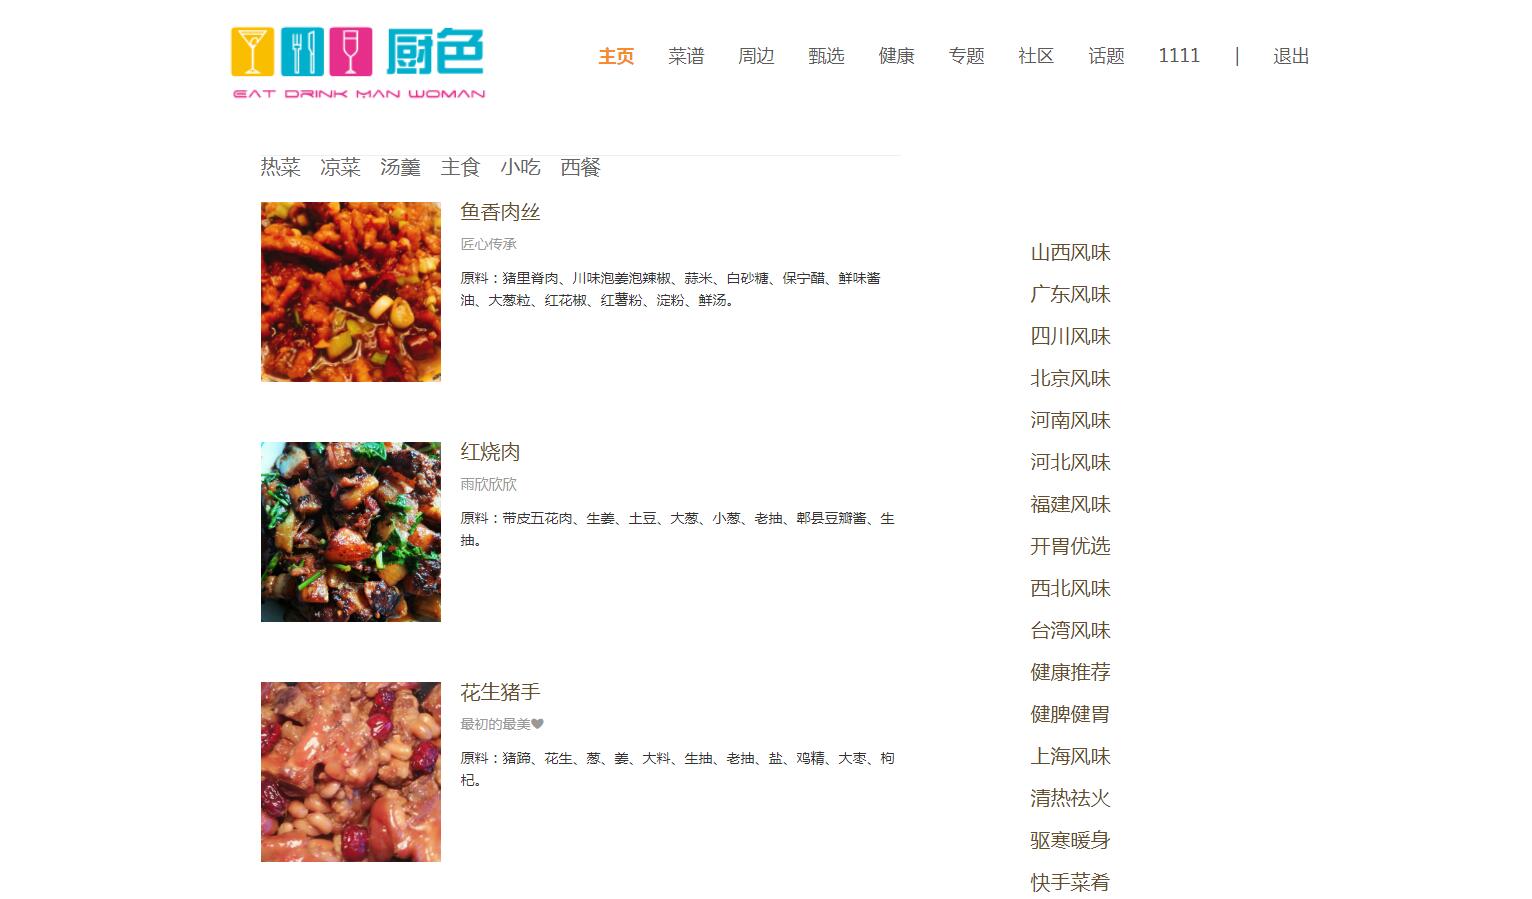 厨色
EAT DRINK MAN WOMAN
主页 菜谱 周边 甄选 健康 专题 社区 话题 1111 | 退出
热菜 凉菜 汤羹 主食 小吃 西餐
鱼香肉丝
匠心传承
原料：猪里脊肉、川味泡姜泡辣椒、蒜米、白砂糖、保宁醋、鲜味酱
油、大葱粒、红花椒、红薯粉、淀粉、鲜汤。
红烧肉
雨欣欣欣
原料：带皮五花肉、生姜、土豆、大葱、小葱、老抽、郫县豆瓣酱、生
抽。
花生猪手
最初的最美♥
原料：猪蹄、花生、葱、姜、大料、生抽、老抽、盐、鸡精、大枣、枸
杞。
山西风味
广东风味
四川风味
北京风味
河南风味
河北风味
福建风味
开胃优选
西北风味
台湾风味
健康推荐
健脾健胃
上海风味
清热祛火
驱寒暖身
快手菜肴